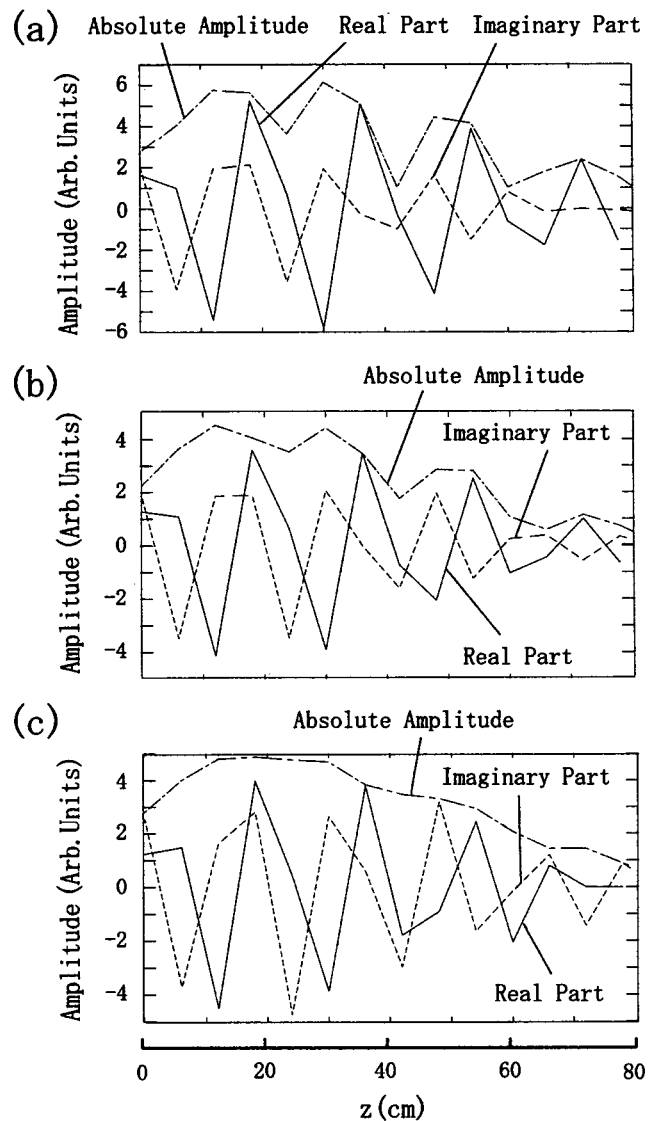 (a)
Absolute Amplitude Real Part Imaginary Part
Amplitude (Arb. Units)
6
4
2
0
-2
-4
-6
(b)
Absolute Amplitude
Imaginary Part
Amplitude (Arb. Units)
4
2
0
-2
-4
Real Part
(c)
Absolute Amplitude
Imaginary Part
Amplitude (Arb. Units)
4
2
0
-2
-4
Real Part
0 20 40 60 80
z (cm)